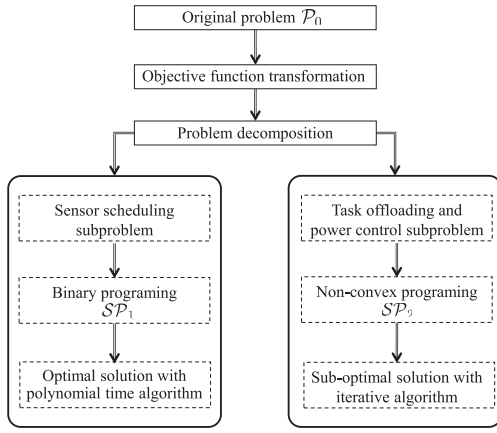 Original problem 𝒫₀
Objective function transformation
Problem decomposition
Sensor scheduling
subproblem
Binary programing
𝒮𝒫₁
Optimal solution with
polynomial time algorithm
Task offloading and
power control subproblem
Non-convex programing
𝒮𝒫₂
Sub-optimal solution with
iterative algorithm